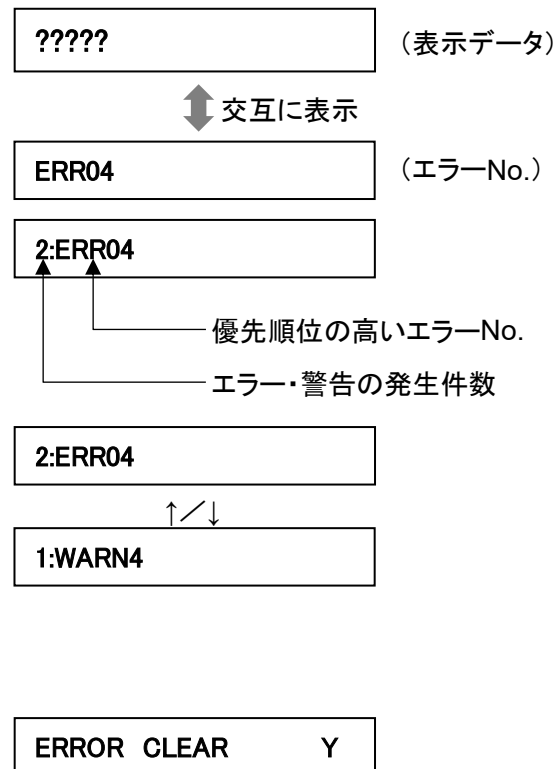 ????? （表示データ）
交互に表示
ERR04 （エラーNo.）
2:ERR04
優先順位の高いエラーNo.
エラー・警告の発生件数
2:ERR04
↑／↓
1:WARN4
ERROR CLEAR Y